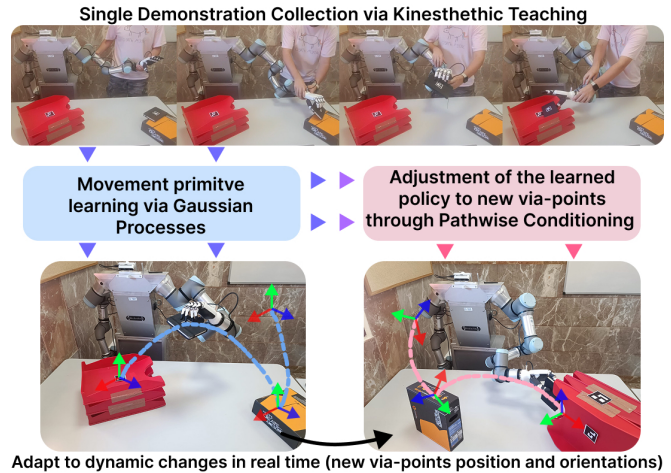 Single Demonstration Collection via Kinesthethic Teaching
Movement primitve
learning via Gaussian
Processes
Adjustment of the learned
policy to new via-points
through Pathwise Conditioning
Adapt to dynamic changes in real time (new via-points position and orientations)